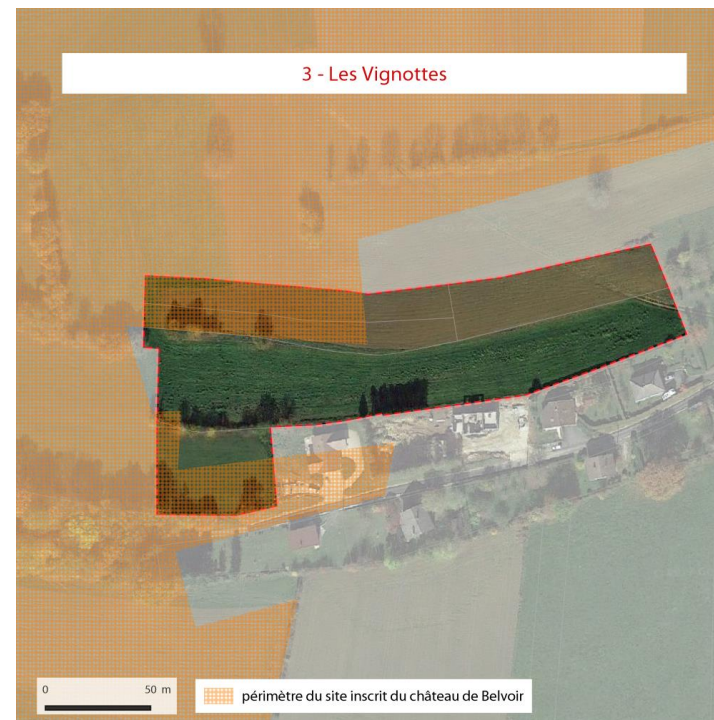 3 - Les Vignottes
0 50 m
périmètre du site inscrit du château de Belvoir